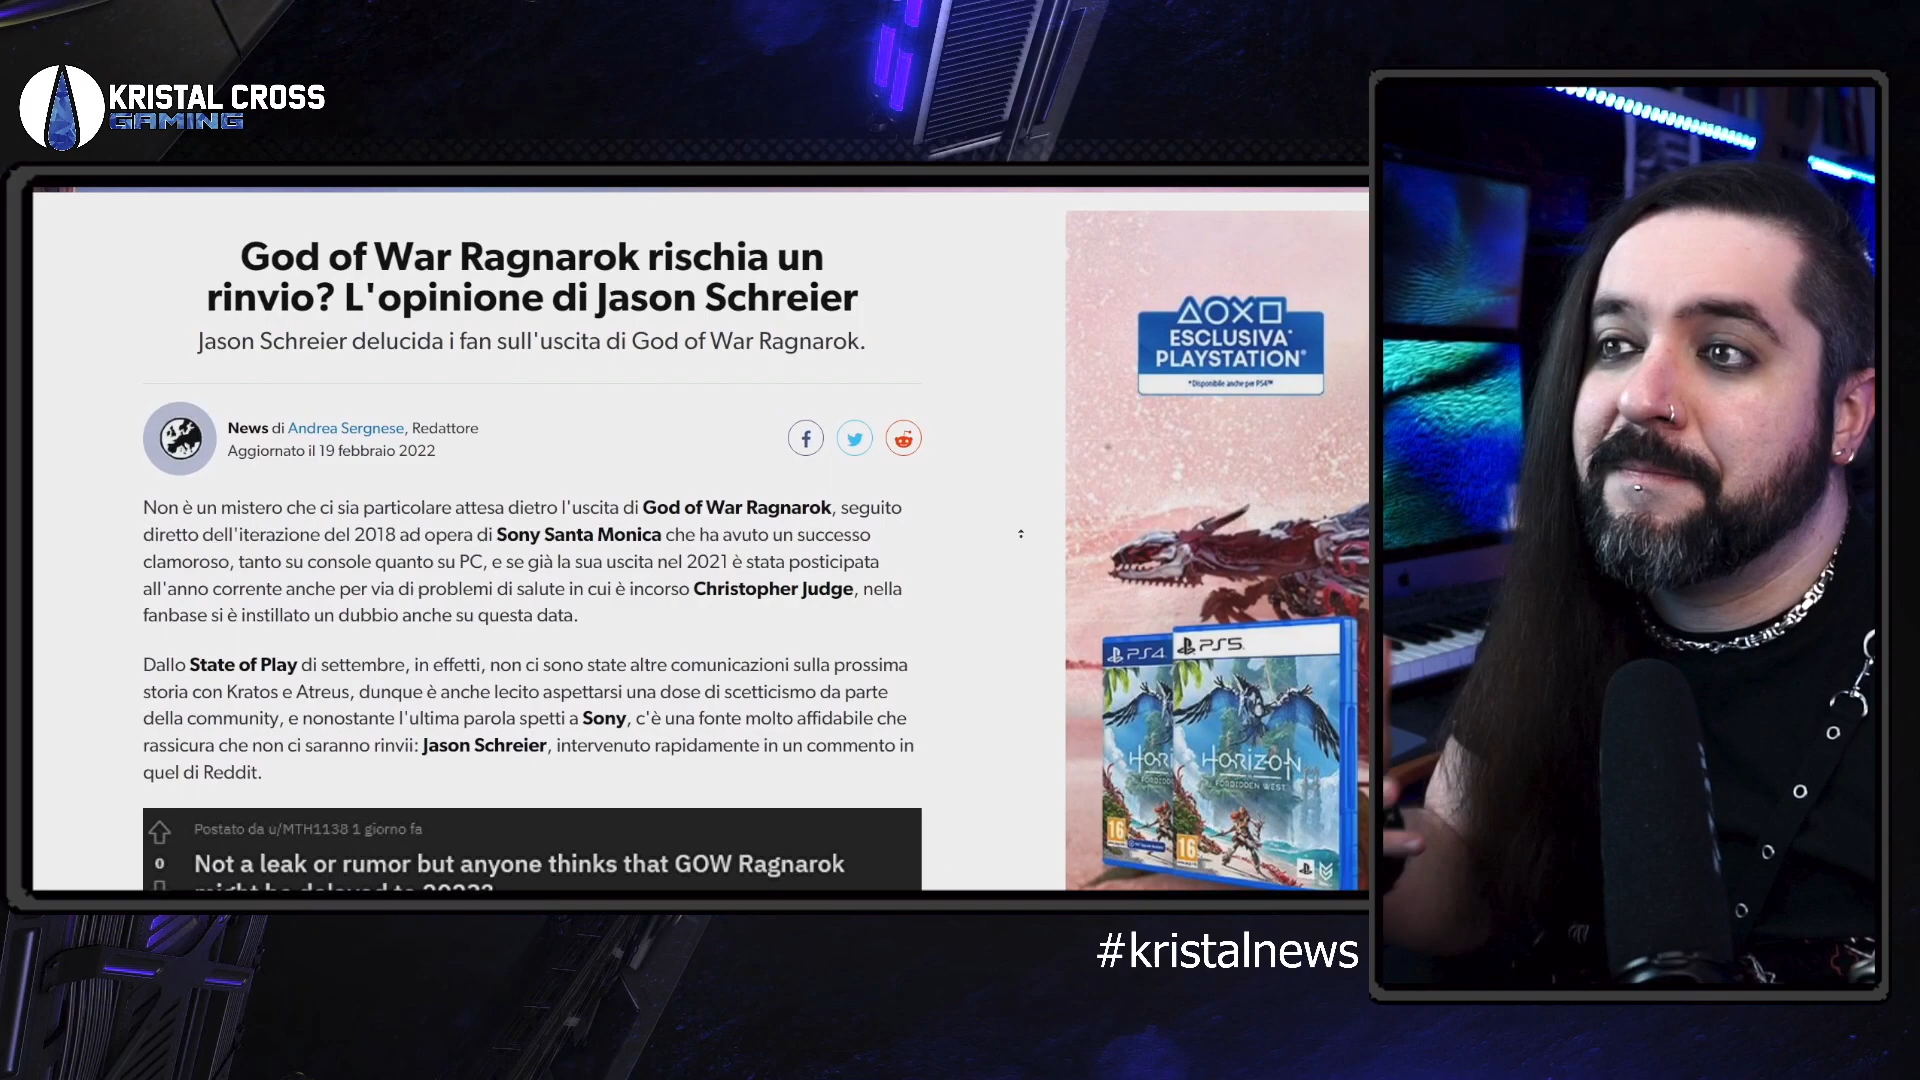 KRISTAL CROSS
GAMING
God of War Ragnarok rischia un
rinvio? L'opinione di Jason Schreier
Jason Schreier delucida i fan sull'uscita di God of War Ragnarok.
News di Andrea Sergnese, Redattore
Aggiornato il 19 febbraio 2022
Non è un mistero che ci sia particolare attesa dietro l'uscita di God of War Ragnarok, seguito
diretto dell'iterazione del 2018 ad opera di Sony Santa Monica che ha avuto un successo
clamoroso, tanto su console quanto su PC, e se già la sua uscita nel 2021 è stata posticipata
all'anno corrente anche per via di problemi di salute in cui è incorso Christopher Judge, nella
fanbase si è instillato un dubbio anche su questa data.
Dallo State of Play di settembre, in effetti, non ci sono state altre comunicazioni sulla prossima
storia con Kratos e Atreus, dunque è anche lecito aspettarsi una dose di scetticismo da parte
della community, e nonostante l'ultima parola spetti a Sony, c'è una fonte molto affidabile che
rassicura che non ci saranno rinvii: Jason Schreier, intervenuto rapidamente in un commento in
quel di Reddit.
Postato da u/MTH1138 1 giorno fa
0
Not a leak or rumor but anyone thinks that GOW Ragnarok
might be delayed to 2023?
ESCLUSIVA*
PLAYSTATION®
*Disponibile anche per PS4™
PS4
PS5
HORI
HORIZON
FORBIDDEN
FORBIDDEN WEST
16
16
#kristalnews